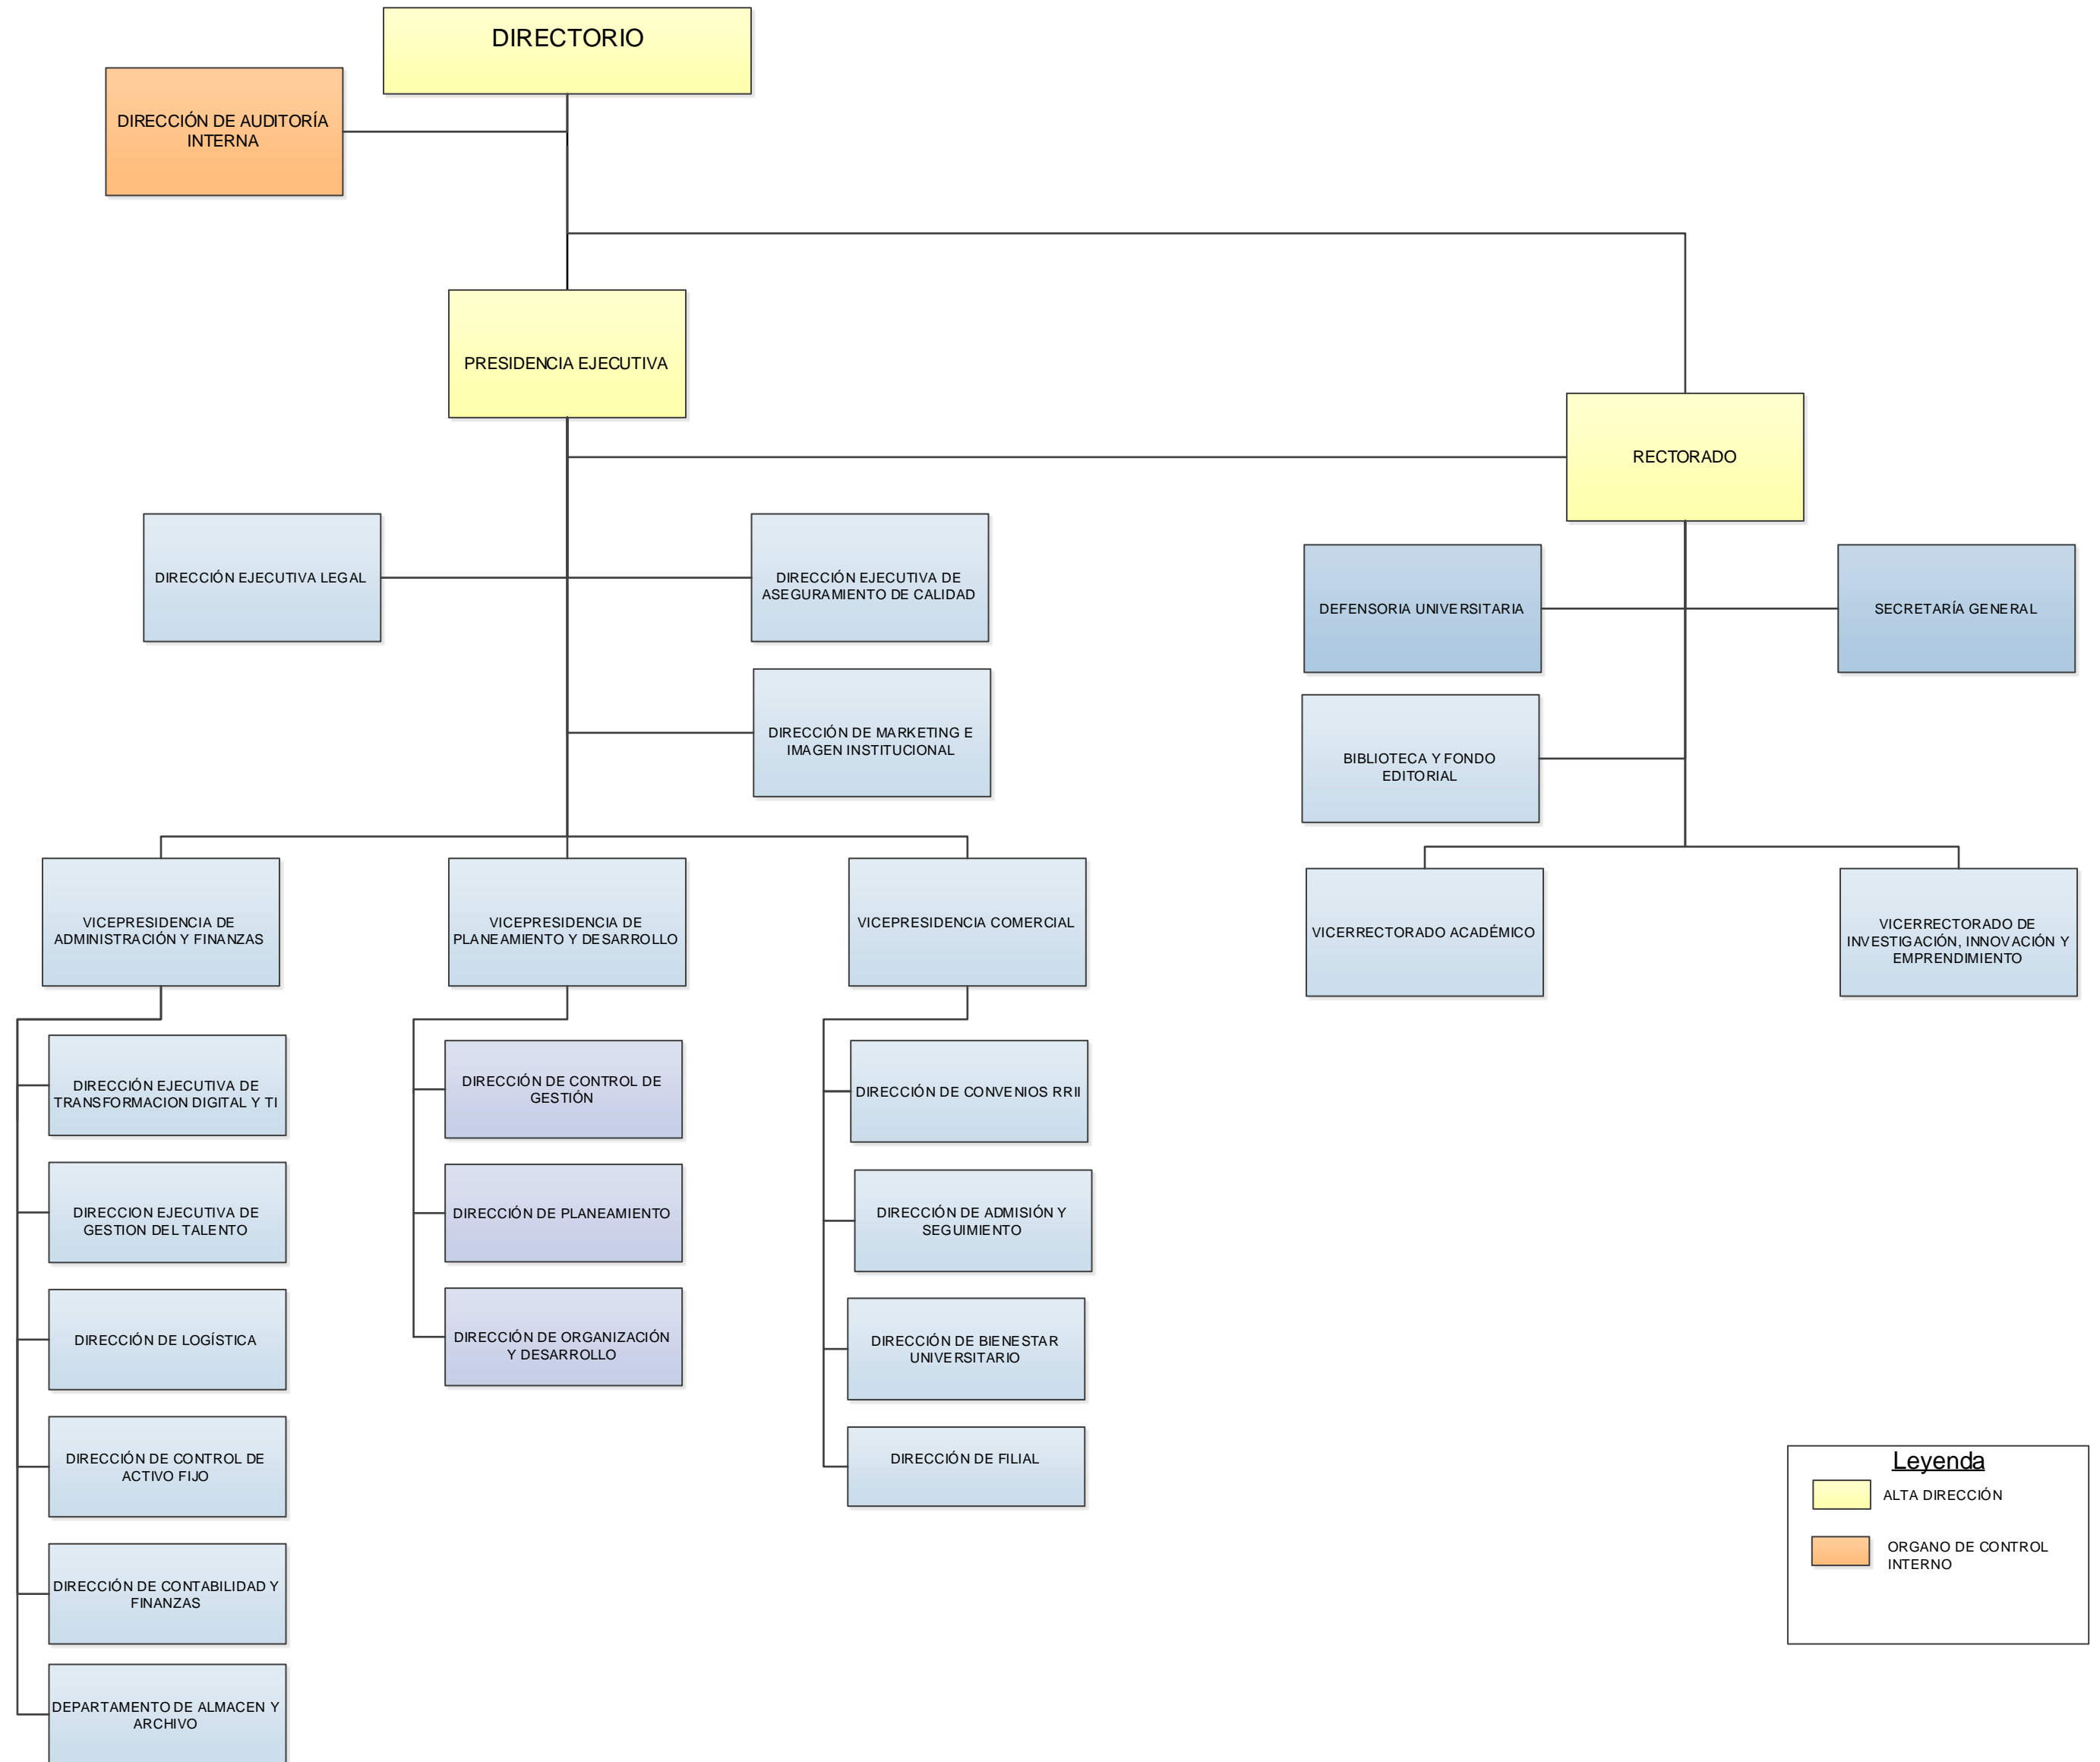 DIRECTORIO
DIRECCIÓN DE AUDITORÍA
INTERNA
PRESIDENCIA EJECUTIVA
RECTORADO
DIRECCIÓN EJECUTIVA LEGAL
DIRECCIÓN EJECUTIVA DE
ASEGURAMIENTO DE CALIDAD
DEFENSORIA UNIVERSITARIA
SECRETARÍA GENERAL
DIRECCIÓN DE MARKETING E
IMAGEN INSTITUCIONAL
BIBLIOTECA Y FONDO
EDITORIAL
VICEPRESIDENCIA DE
ADMINISTRACIÓN Y FINANZAS
VICEPRESIDENCIA DE
PLANEAMIENTO Y DESARROLLO
VICEPRESIDENCIA COMERCIAL
VICERRECTORADO ACADÉMICO
VICERRECTORADO DE
INVESTIGACIÓN, INNOVACIÓN Y
EMPRENDIMIENTO
DIRECCIÓN EJECUTIVA DE
TRANSFORMACION DIGITAL Y TI
DIRECCION EJECUTIVA DE
GESTION DEL TALENTO
DIRECCIÓN DE LOGÍSTICA
DIRECCIÓN DE CONTROL DE
ACTIVO FIJO
DIRECCIÓN DE CONTABILIDAD Y
FINANZAS
DEPARTAMENTO DE ALMACEN Y
ARCHIVO
DIRECCIÓN DE CONTROL DE
GESTIÓN
DIRECCIÓN DE PLANEAMIENTO
DIRECCIÓN DE ORGANIZACIÓN
Y DESARROLLO
DIRECCIÓN DE CONVENIOS RRII
DIRECCIÓN DE ADMISIÓN Y
SEGUIMIENTO
DIRECCIÓN DE BIENESTAR
UNIVERSITARIO
DIRECCIÓN DE FILIAL
Leyenda
ALTA DIRECCIÓN
ORGANO DE CONTROL
INTERNO